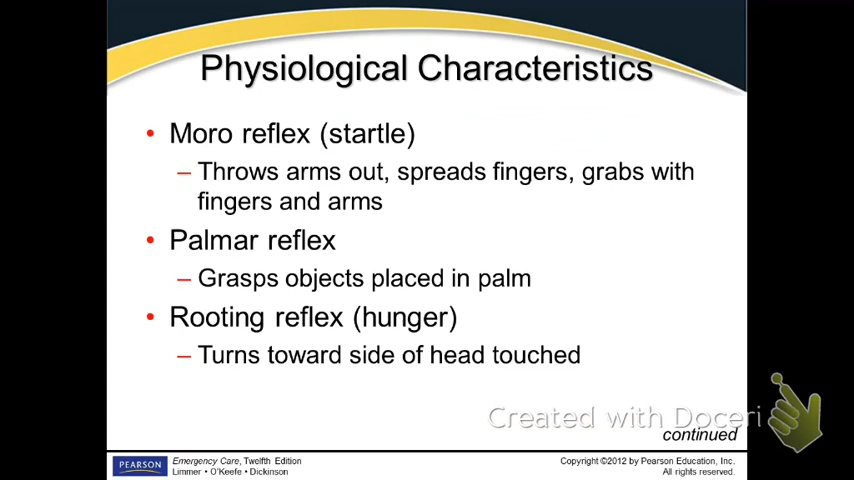 Physiological Characteristics
• Moro reflex (startle)
– Throws arms out, spreads fingers, grabs with
fingers and arms
• Palmar reflex
– Grasps objects placed in palm
• Rooting reflex (hunger)
– Turns toward side of head touched
Created with Doceri
continued
PEARSON
Emergency Care, Twelfth Edition
Limmer • O'Keefe • Dickinson
Copyright ©2012 by Pearson Education, Inc.
All rights reserved.